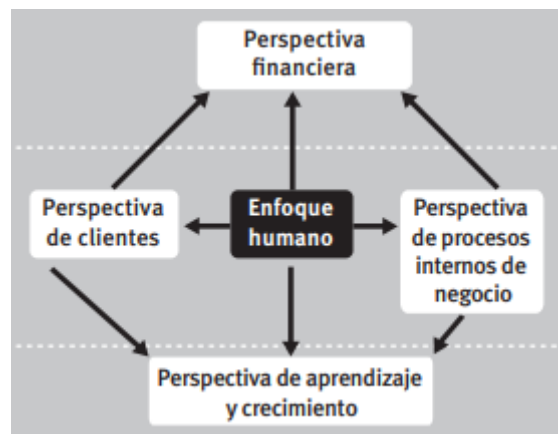 Perspectiva
financiera
Perspectiva
de clientes
Enfoque
humano
Perspectiva
de procesos
internos de
negocio
Perspectiva de aprendizaje
y crecimiento